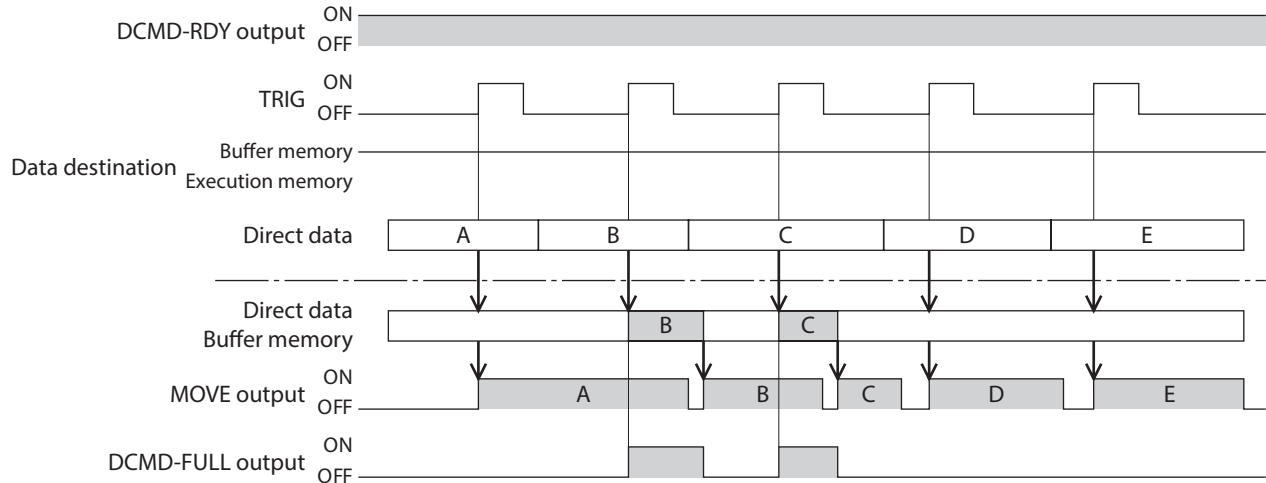 DCMD-RDY output
ON
OFF
TRIG
ON
OFF
Data destination
Buffer memory
Execution memory
Direct data
A
B
C
D
E
Direct data
Buffer memory
B
C
MOVE output
ON
OFF
A
B
C
D
E
DCMD-FULL output
ON
OFF